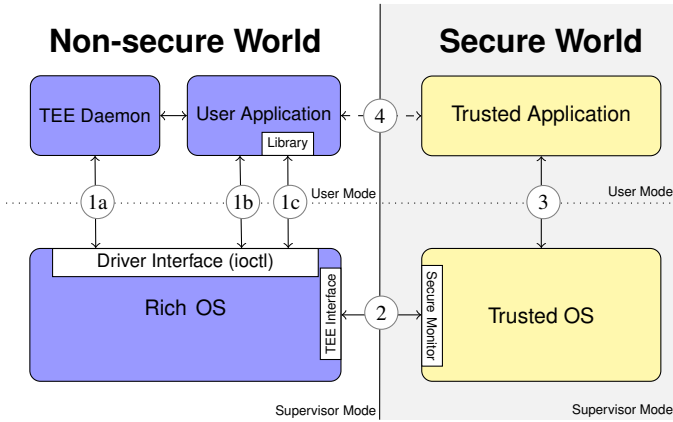 Non-secure World
Secure World
TEE Daemon
User Application
Library
4
Trusted Application
1a
1b
1c
User Mode
3
User Mode
Driver Interface (ioctl)
Rich OS
TEE Interface
2
Secure Monitor
Trusted OS
Supervisor Mode
Supervisor Mode